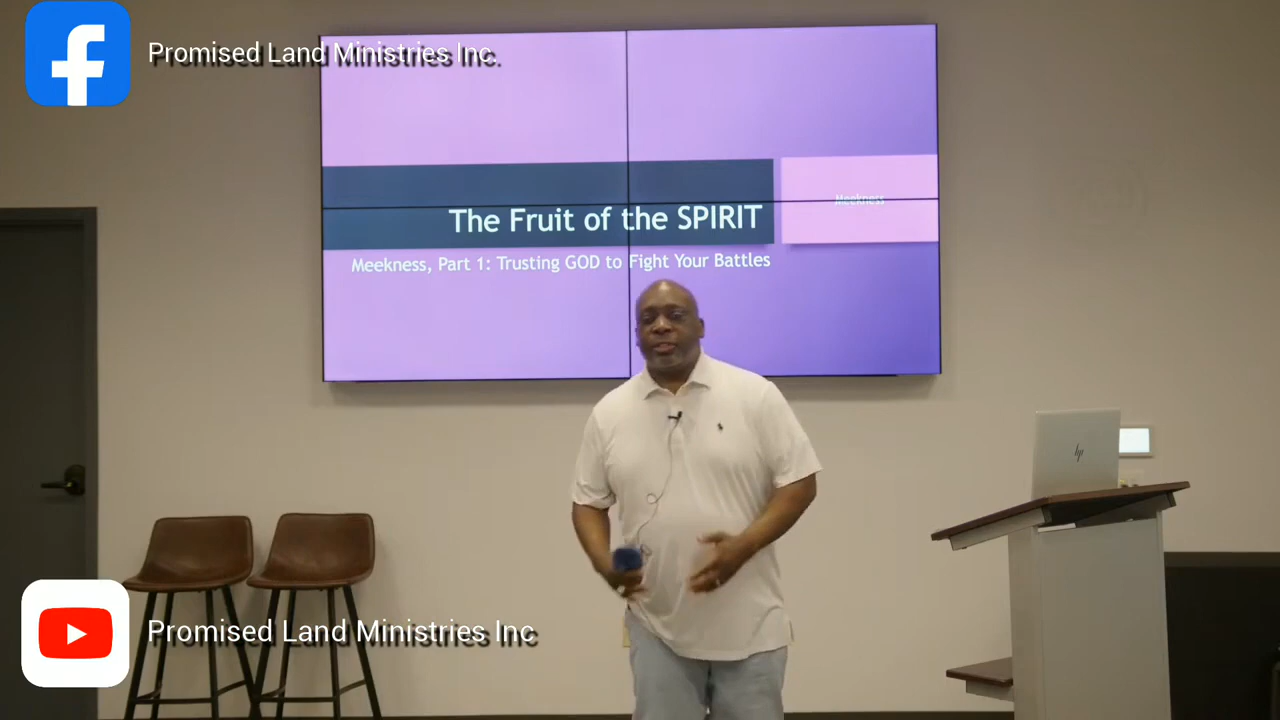 Promised Land Ministries Inc.
Meekness
The Fruit of the SPIRIT
Meekness, Part 1: Trusting GOD to Fight Your Battles
hp
Promised Land Ministries Inc